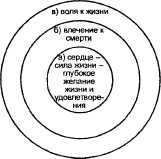 в) воля к жизни
б) влечение к
смерти
а) сердце –
сила жизни –
глубокое
желание
жизни и
удовлетворе-
ния